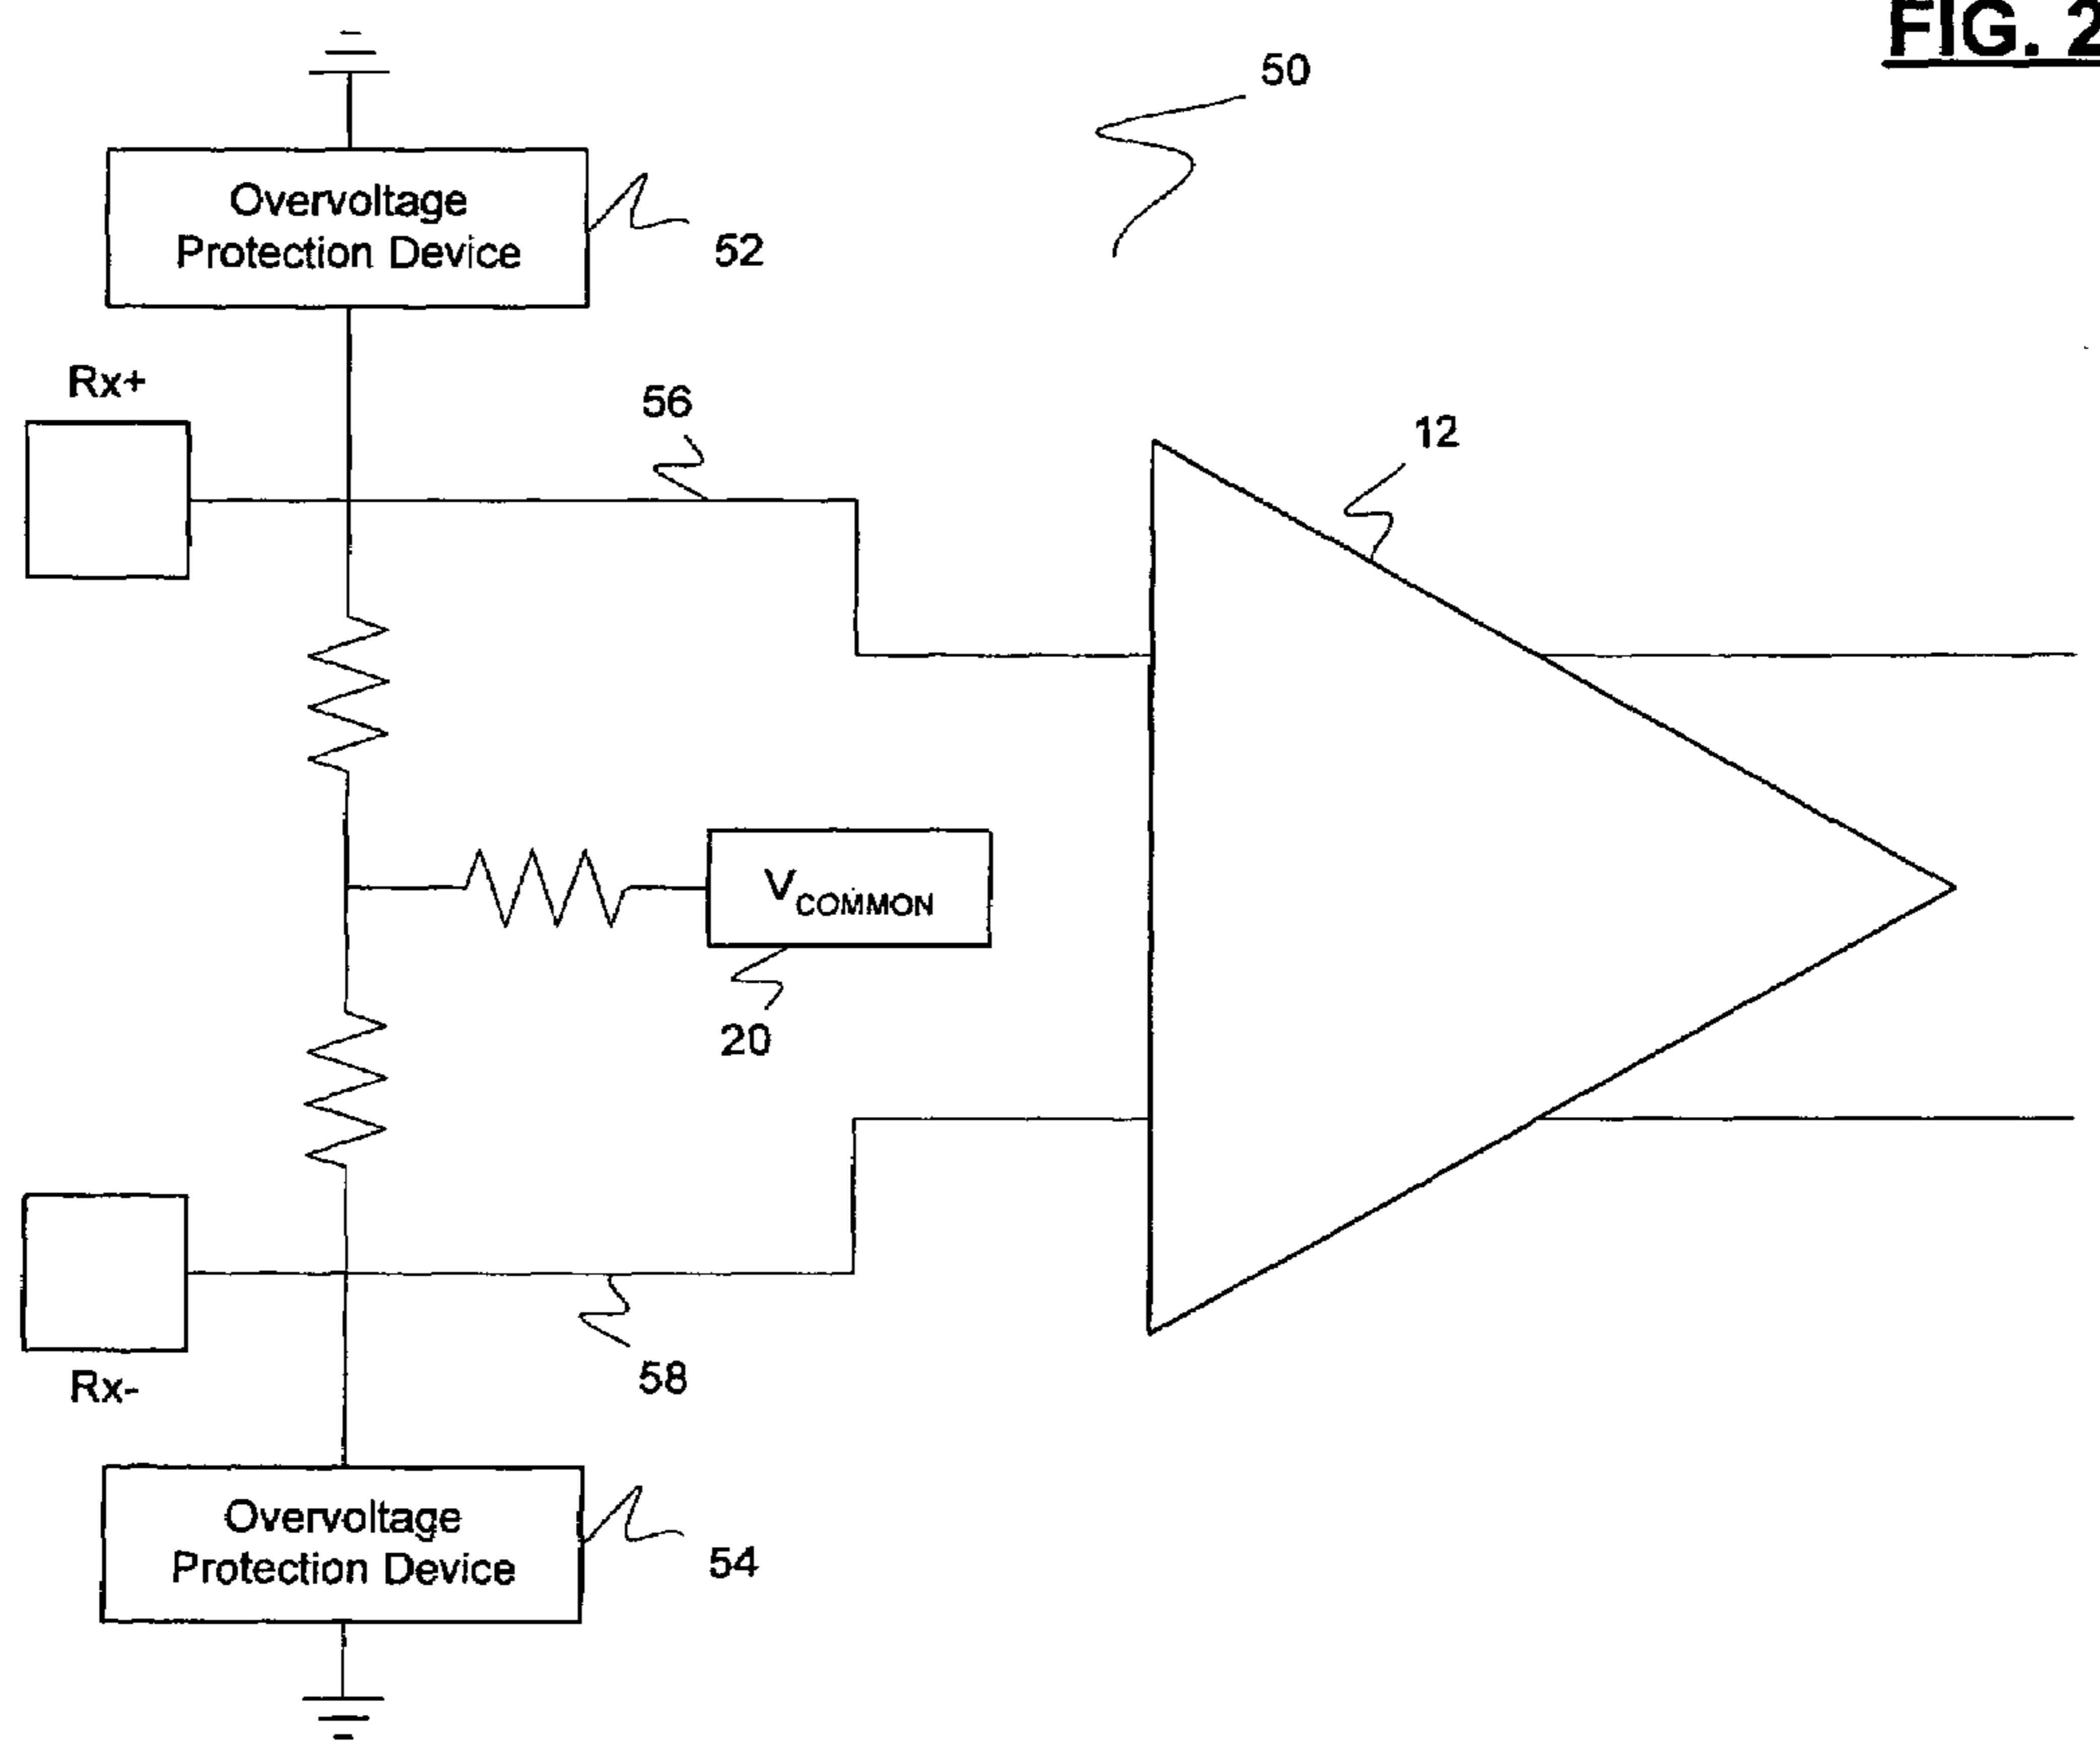 FIG. 2
50
Overvoltage
Protection Device
52
Rx+
56
12
VCOMMON
20
58
Rx-
Overvoltage
Protection Device
54